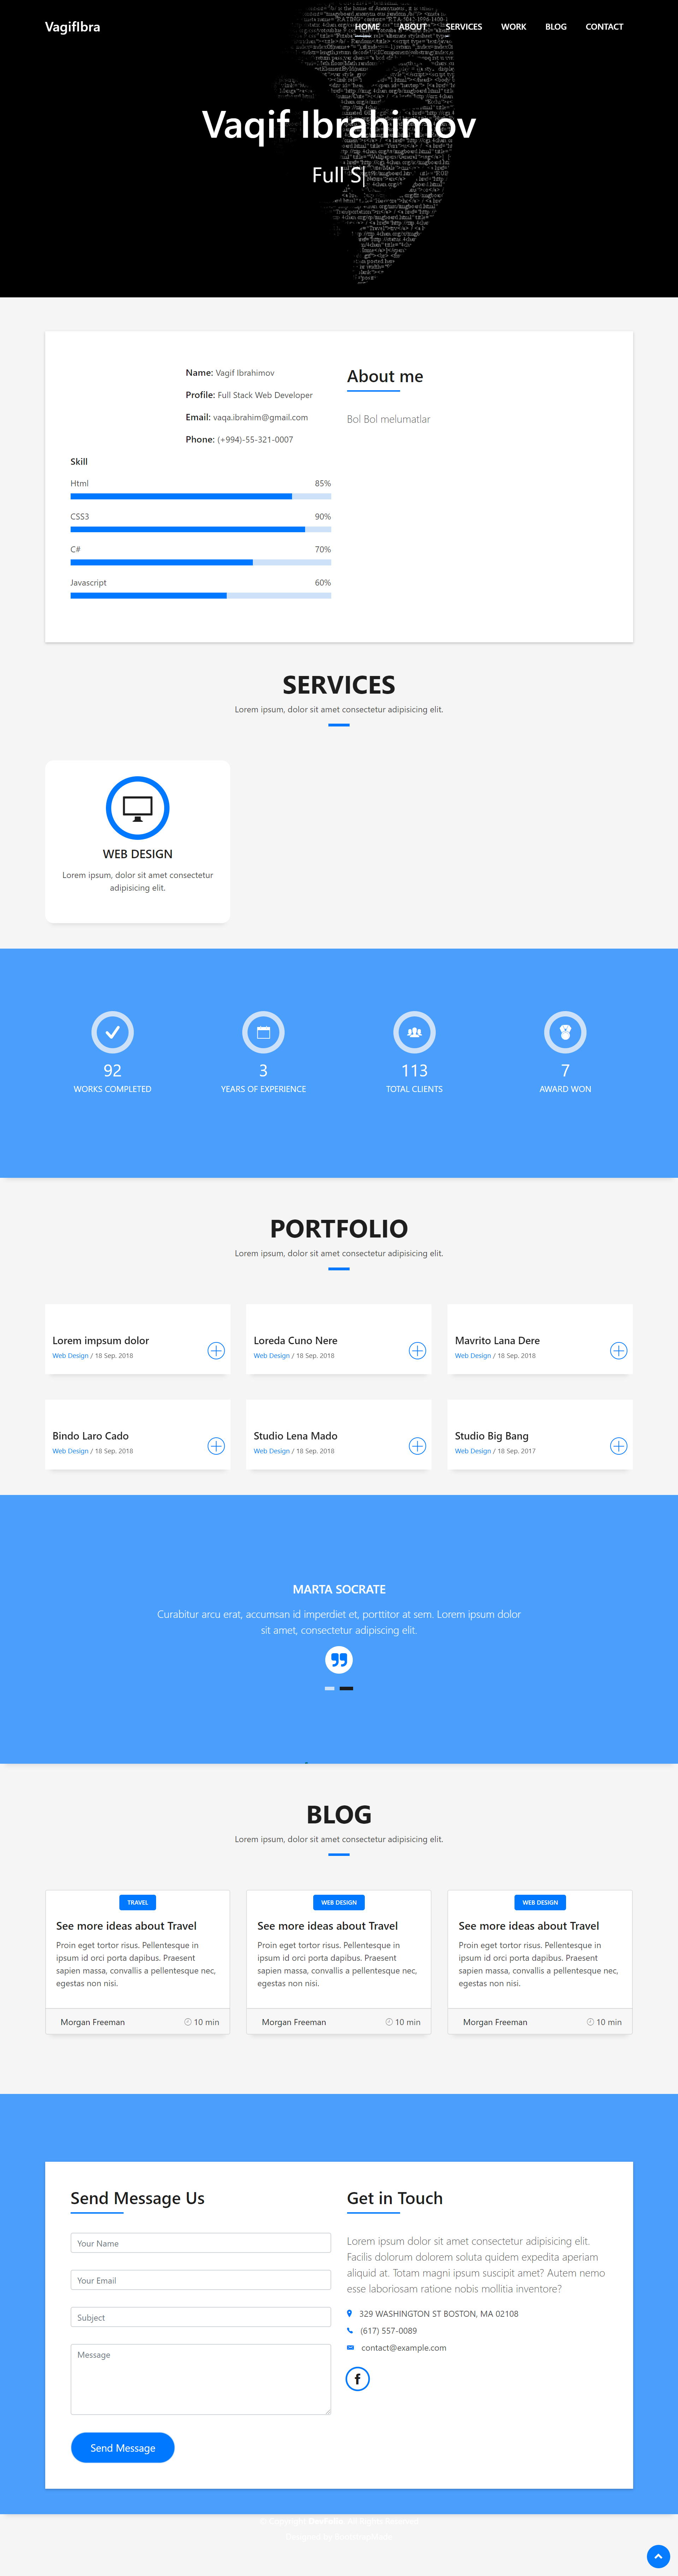 VagifIbra
HOME ABOUT SERVICES WORK BLOG CONTACT
Vaqif Ibrahimov
Full S|
Name: Vagif Ibrahimov
Profile: Full Stack Web Developer
Email: vaqa.ibrahim@gmail.com
Phone: (+994)-55-321-0007
Skill
Html 85%
CSS3 90%
C# 70%
Javascript 60%
About me
Bol Bol melumatlar
SERVICES
Lorem ipsum, dolor sit amet consectetur adipisicing elit.
WEB DESIGN
Lorem ipsum, dolor sit amet consectetur
adipisicing elit.
92
WORKS COMPLETED
3
YEARS OF EXPERIENCE
113
TOTAL CLIENTS
7
AWARD WON
PORTFOLIO
Lorem ipsum, dolor sit amet consectetur adipisicing elit.
Lorem impsum dolor
Web Design / 18 Sep. 2018
Loreda Cuno Nere
Web Design / 18 Sep. 2018
Mavrito Lana Dere
Web Design / 18 Sep. 2018
Bindo Laro Cado
Web Design / 18 Sep. 2018
Studio Lena Mado
Web Design / 18 Sep. 2018
Studio Big Bang
Web Design / 18 Sep. 2017
MARTA SOCRATE
Curabitur arcu erat, accumsan id imperdiet et, porttitor at sem. Lorem ipsum dolor
sit amet, consectetur adipiscing elit.
BLOG
Lorem ipsum, dolor sit amet consectetur adipisicing elit.
TRAVEL
See more ideas about Travel
Proin eget tortor risus. Pellentesque in
ipsum id orci porta dapibus. Praesent
sapien massa, convallis a pellentesque nec,
egestas non nisi.
Morgan Freeman 10 min
WEB DESIGN
See more ideas about Travel
Proin eget tortor risus. Pellentesque in
ipsum id orci porta dapibus. Praesent
sapien massa, convallis a pellentesque nec,
egestas non nisi.
Morgan Freeman 10 min
WEB DESIGN
See more ideas about Travel
Proin eget tortor risus. Pellentesque in
ipsum id orci porta dapibus. Praesent
sapien massa, convallis a pellentesque nec,
egestas non nisi.
Morgan Freeman 10 min
Send Message Us
Your Name
Your Email
Subject
Message
Send Message
Get in Touch
Lorem ipsum dolor sit amet consectetur adipisicing elit.
Facilis dolorum dolorem soluta quidem expedita aperiam
aliquid at. Totam magni ipsum suscipit amet? Autem nemo
esse laboriosam ratione nobis mollitia inventore?
329 WASHINGTON ST BOSTON, MA 02108
(617) 557-0089
contact@example.com